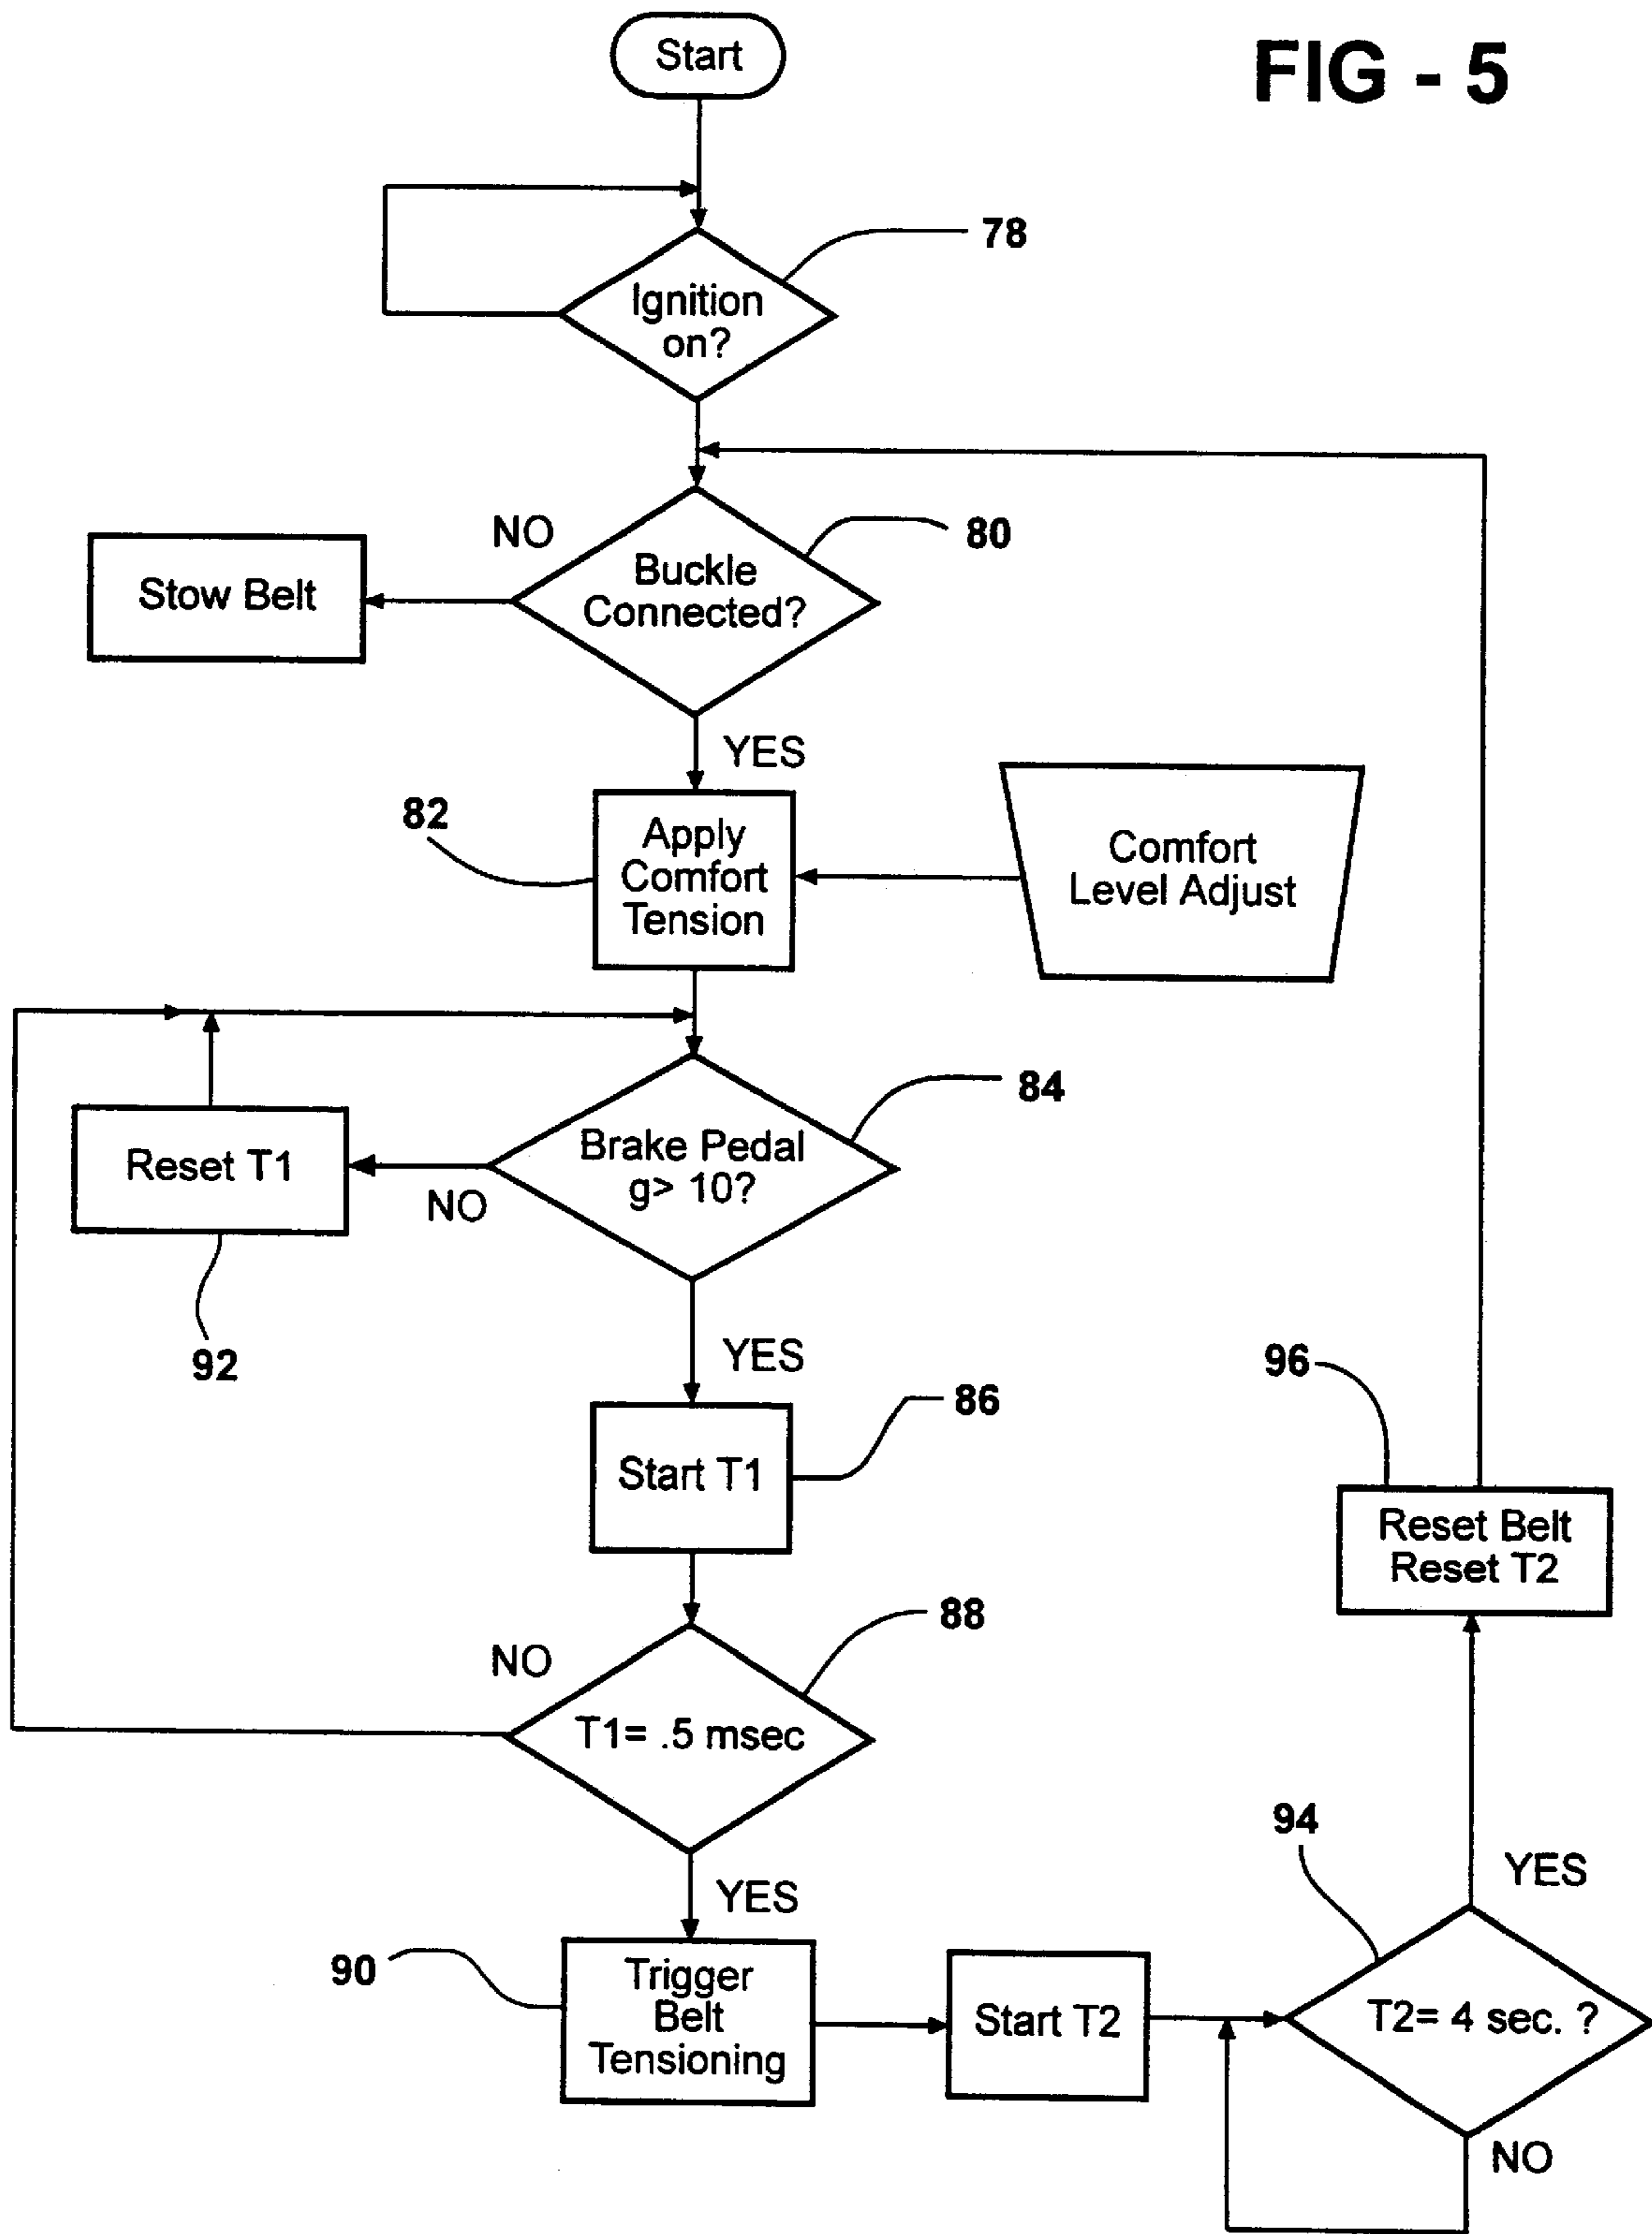 FIG - 5
Start
78
Ignition
on?
NO
80
Buckle
Connected?
Stow Belt
YES
82
Apply
Comfort
Tension
Comfort
Level Adjust
84
Brake Pedal
g> 10?
Reset T1
NO
92
YES
86
Start T1
96
Reset Belt
Reset T2
88
NO
T1= .5 msec
94
YES
YES
90
Trigger
Belt
Tensioning
Start T2
T2= 4 sec. ?
NO